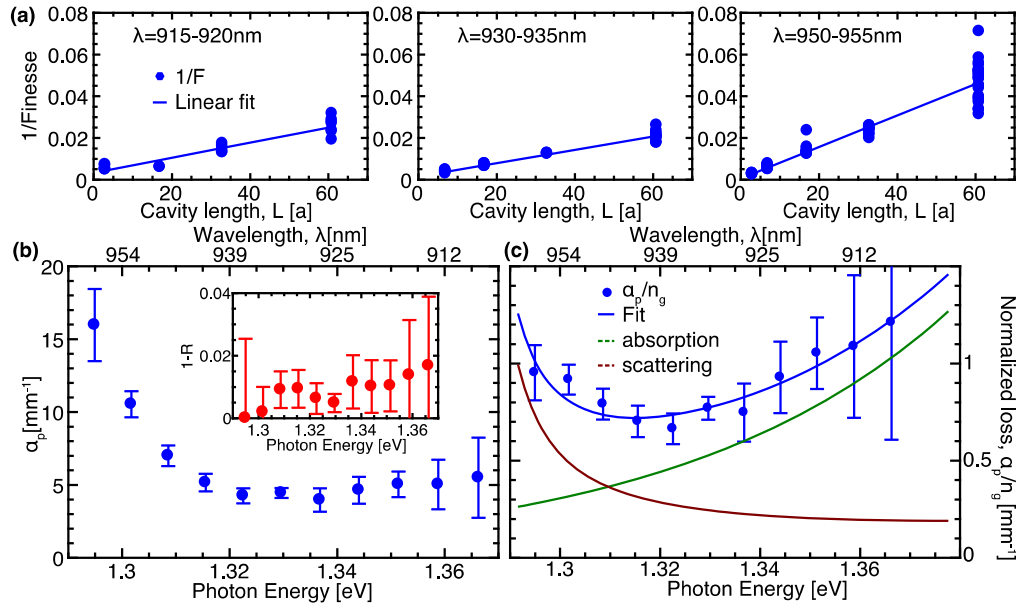 (a)
λ=915-920nm
λ=930-935nm
λ=950-955nm
1/F
Linear fit
1/Finesse
0.08
0.06
0.04
0.02
0
0 20 40 60
Cavity length, L [a]
0.08
0.06
0.04
0.02
0
0 20 40 60
Cavity length, L [a]
0.08
0.06
0.04
0.02
0
0 20 40 60
Cavity length, L [a]
(b)
Wavelength, λ[nm]
954 939 925 912
20
15
10
5
0
αp[mm⁻¹]
1.3 1.32 1.34 1.36
Photon Energy [eV]
0.04
0.02
0
1-R
1.3 1.32 1.34 1.36
Photon Energy [eV]
(c)
Wavelength, λ[nm]
954 939 925 912
αp/ng
Fit
absorption
scattering
1
0.5
0
Normalized loss, αp/ng [mm⁻¹]
1.3 1.32 1.34 1.36
Photon Energy [eV]